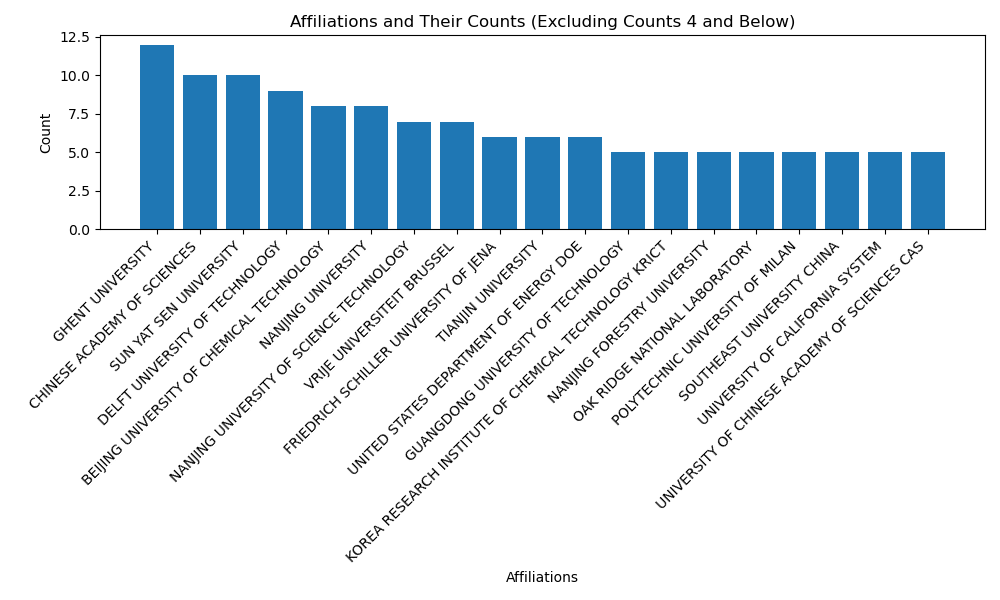 Affiliations and Their Counts (Excluding Counts 4 and Below)
12.5
10.0
7.5
5.0
2.5
0.0
Count
GHENT UNIVERSITY
CHINESE ACADEMY OF SCIENCES
SUN YAT SEN UNIVERSITY
DELFT UNIVERSITY OF TECHNOLOGY
BEIJING UNIVERSITY OF CHEMICAL TECHNOLOGY
NANJING UNIVERSITY
NANJING UNIVERSITY OF SCIENCE TECHNOLOGY
VRIJE UNIVERSITEIT BRUSSEL
FRIEDRICH SCHILLER UNIVERSITY OF JENA
TIANJIN UNIVERSITY
UNITED STATES DEPARTMENT OF ENERGY DOE
GUANGDONG UNIVERSITY OF TECHNOLOGY
KOREA RESEARCH INSTITUTE OF CHEMICAL TECHNOLOGY KRICT
NANJING FORESTRY UNIVERSITY
OAK RIDGE NATIONAL LABORATORY
POLYTECHNIC UNIVERSITY OF MILAN
SOUTHEAST UNIVERSITY CHINA
UNIVERSITY OF CALIFORNIA SYSTEM
UNIVERSITY OF CHINESE ACADEMY OF SCIENCES CAS
Affiliations